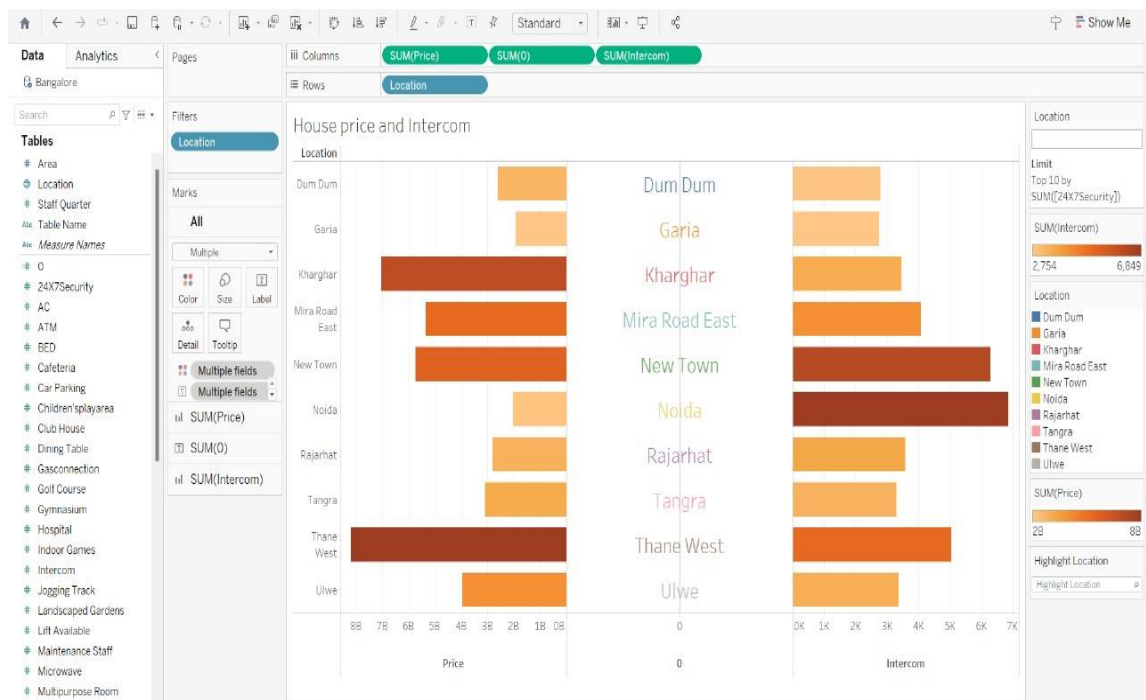 Standard
Show Me
Data
Analytics
Bangalore
Search
Tables
Area
Location
Staff Quarter
Abc Table Name
Abc Measure Names
0
24X7Security
AC
ATM
BED
Cafeteria
Car Parking
Children'splayarea
Club House
Dining Table
Gasconnection
Golf Course
Gymnasium
Hospital
Indoor Games
Intercom
Jogging Track
Landscaped Gardens
Lift Available
Maintenance Staff
Microwave
Multipurpose Room
Pages
Filters
Location
Marks
All
Multiple
Color Size Label
Detail Tooltip
Multiple fields
Multiple fields
SUM(Price)
SUM(0)
SUM(Intercom)
Columns SUM(Price) SUM(0) SUM(Intercom)
Rows Location
House price and Intercom
Location
Dum Dum Dum Dum
Garia Garia
Kharghar Kharghar
Mira Road
East
Mira Road East
New Town New Town
Noida Noida
Rajarhat Rajarhat
Tangra Tangra
Thane
West
Thane West
Ulwe Ulwe
8B 7B 6B 5B 4B 3B 2B 1B 0B 0 0K 1K 2K 3K 4K 5K 6K 7K
Price 0 Intercom
Location
Limit
Top 10 by
SUM([24X7Security])
SUM(Intercom)
2,754 6,849
Location
Dum Dum
Garia
Kharghar
Mira Road East
New Town
Noida
Rajarhat
Tangra
Thane West
Ulwe
SUM(Price)
2B 8B
Highlight Location
Highlight Location